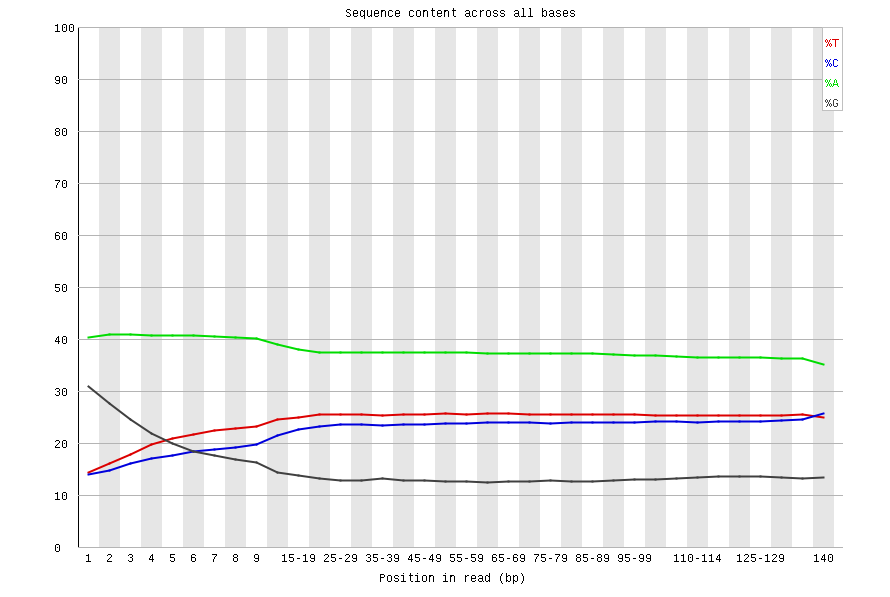 Sequence content across all bases
100
90
80
70
60
50
40
30
20
10
0
%T
%C
%A
%G
1 2 3 4 5 6 7 8 9 15-19 25-29 35-39 45-49 55-59 65-69 75-79 85-89 95-99 110-114 125-129 140
Position in read (bp)